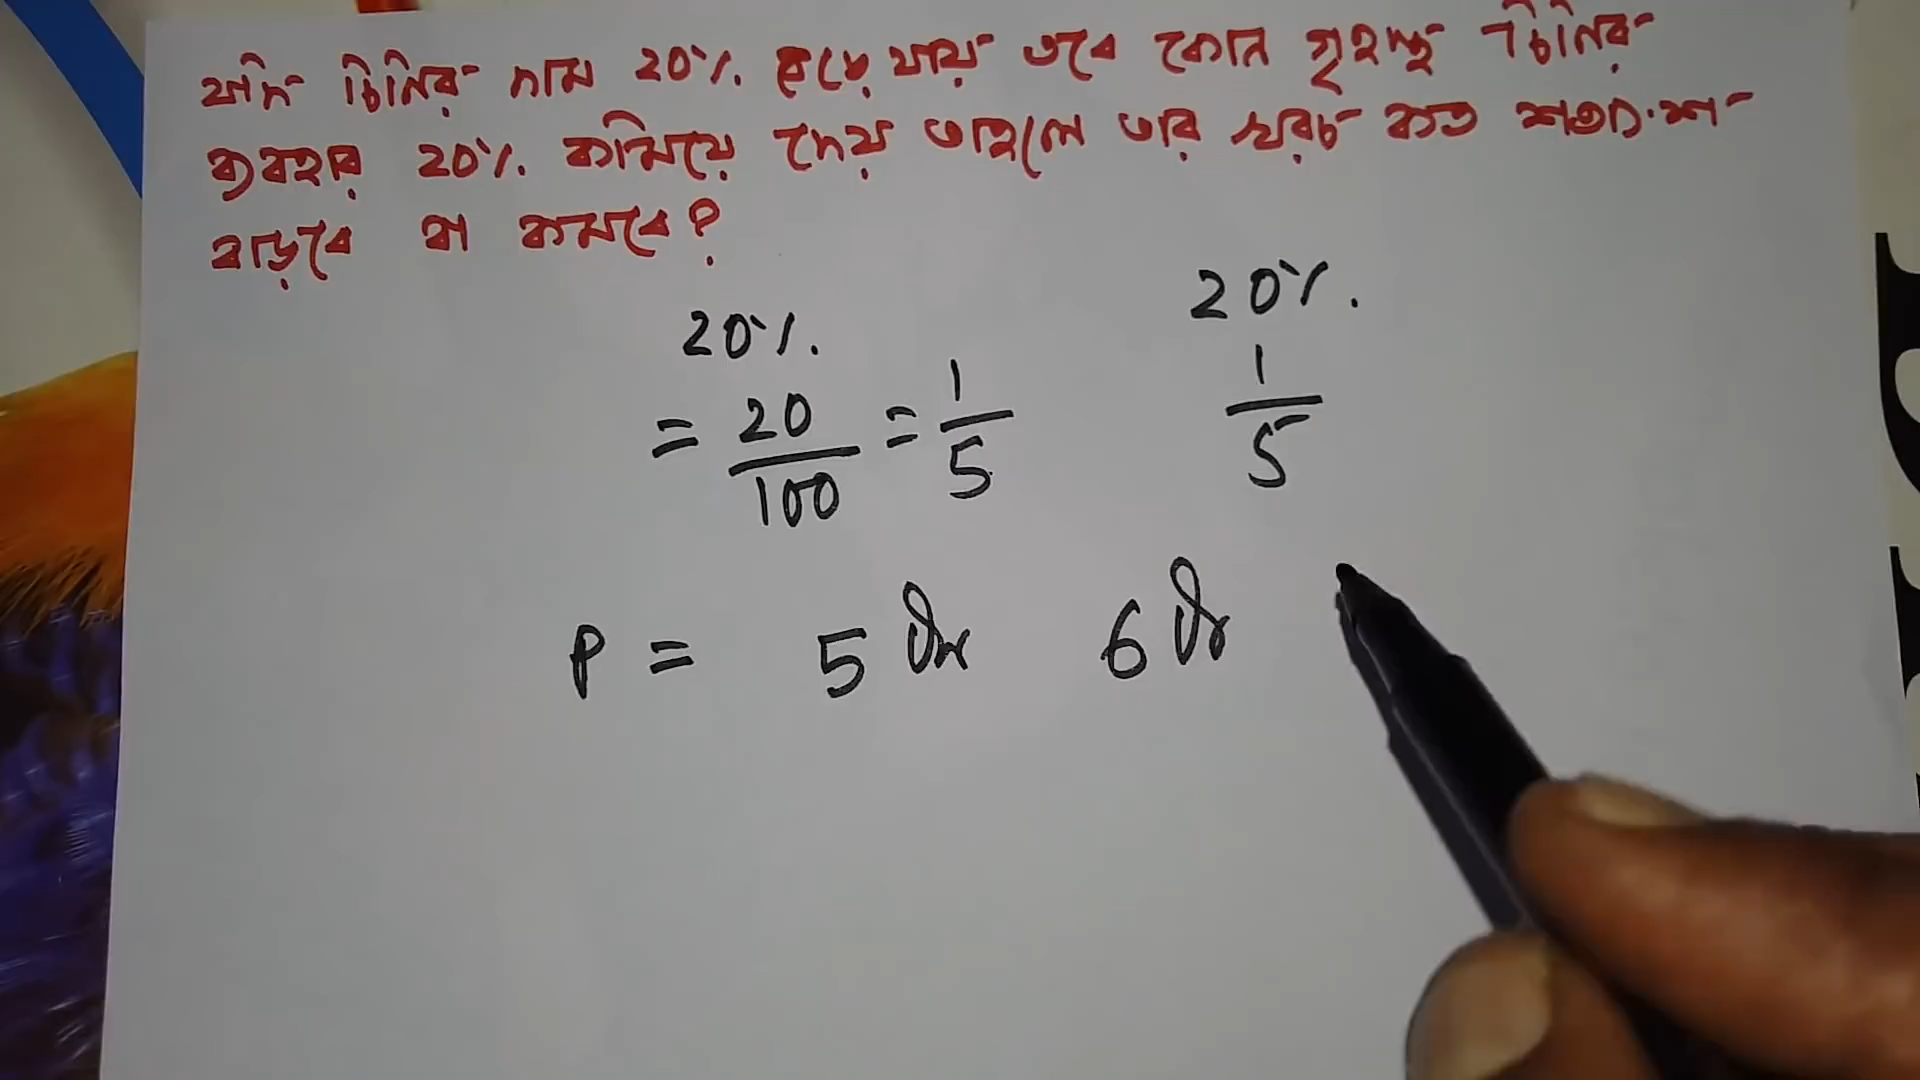 যদি চিনির দাম 20% বেড়ে যায় তবে কোন গৃহস্থ চিনির
ব্যবহার 20% কমিয়ে দেয় তাহলে তার খরচ কত শতাংশ
বাড়বে বা কমবে?
20% 20%
= 20/100 = 1/5 1/5
P = 5 6